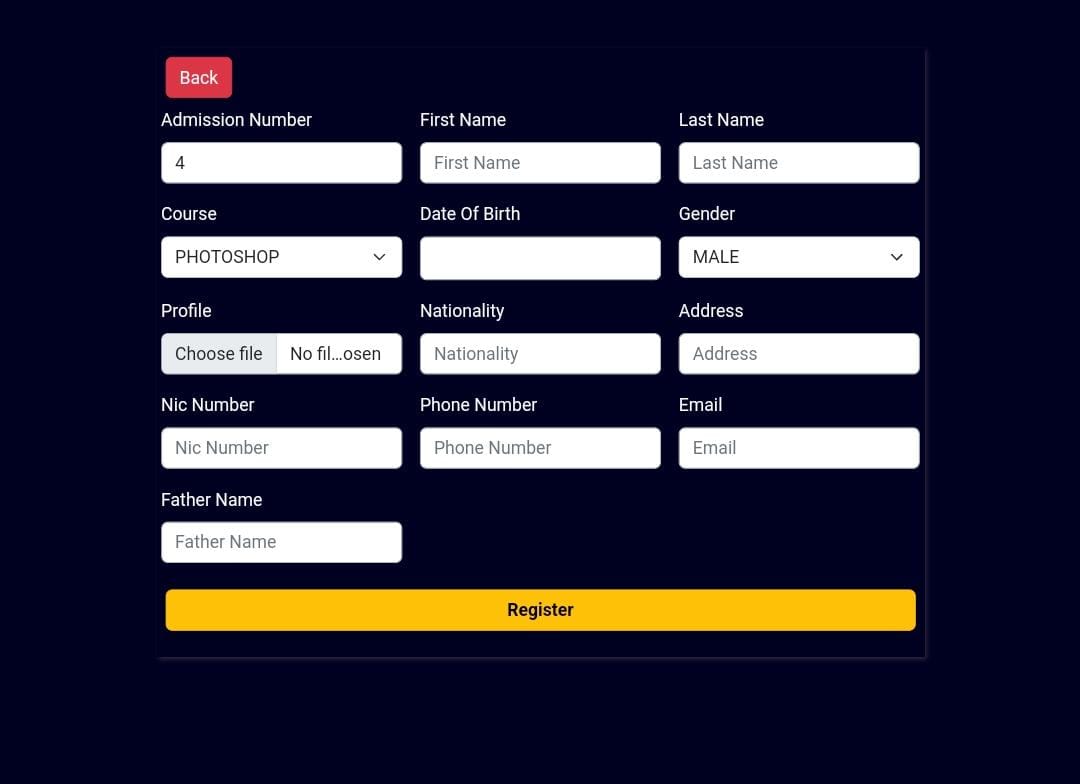 Back
Admission Number First Name Last Name
4 First Name Last Name
Course Date Of Birth Gender
PHOTOSHOP MALE
Profile Nationality Address
Choose file No fil...osen Nationality Address
Nic Number Phone Number Email
Nic Number Phone Number Email
Father Name
Father Name
Register